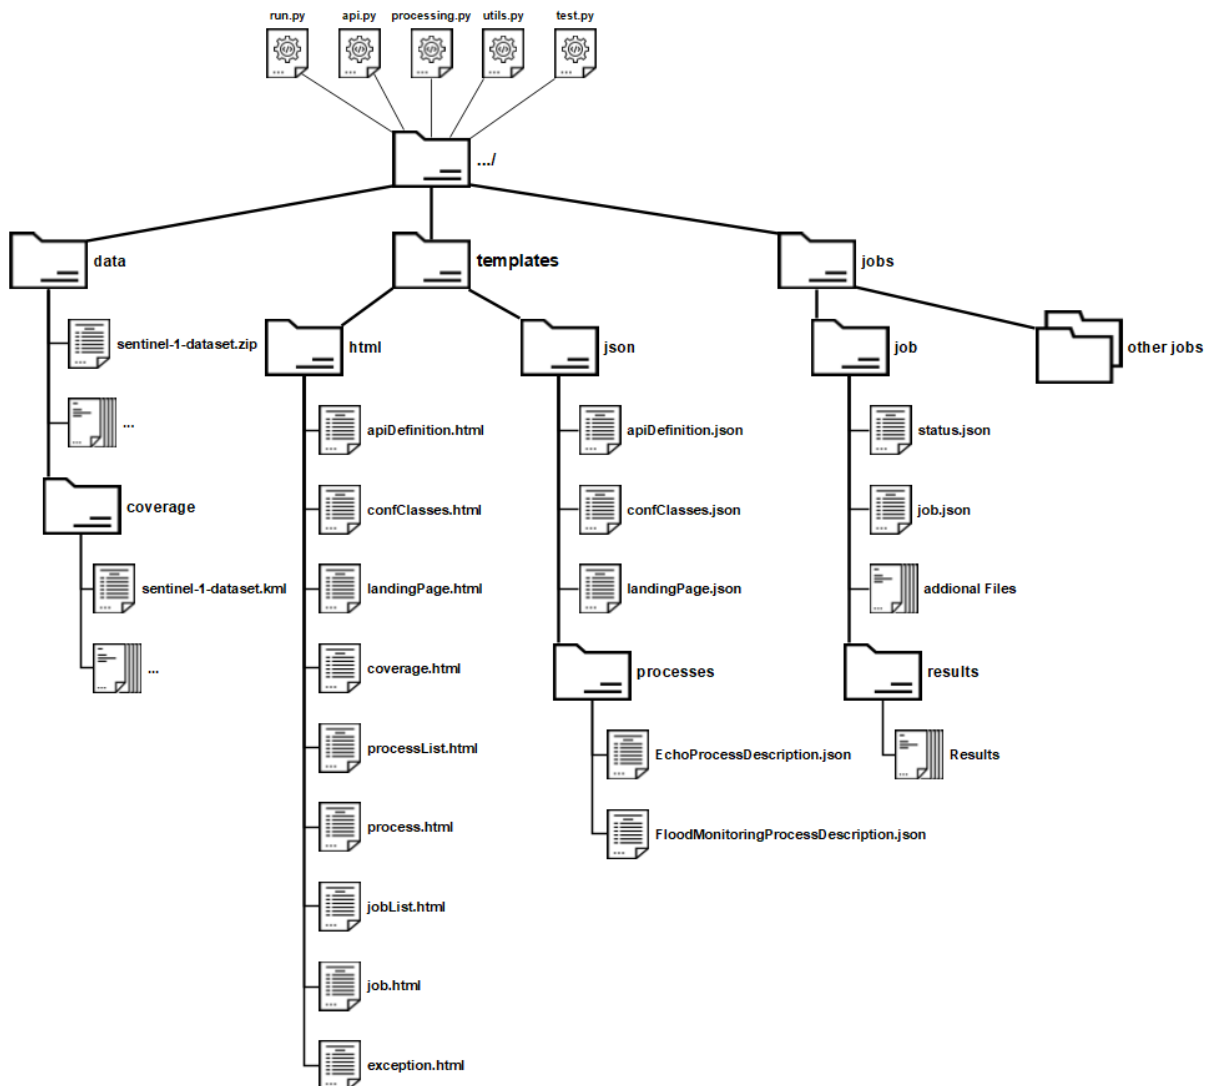 run.py api.py processing.py utils.py test.py
.../
data templates jobs
sentinel-1-dataset.zip html json job other jobs
... apiDefinition.html apiDefinition.json status.json
coverage confClasses.html confClasses.json job.json
sentinel-1-dataset.kml landingPage.html landingPage.json addional Files
... coverage.html processes results
processList.html EchoProcessDescription.json Results
process.html FloodMonitoringProcessDescription.json
jobList.html
job.html
exception.html